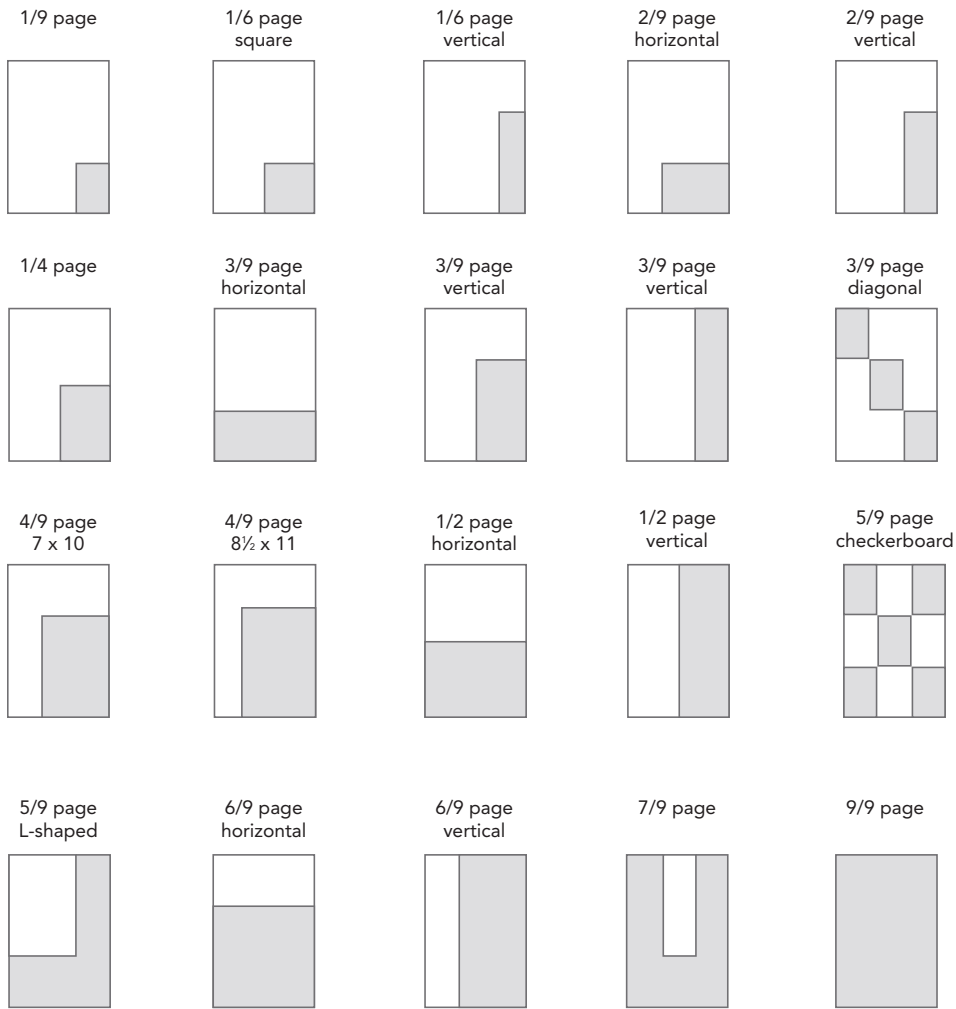 1/9 page
1/6 page
square
1/6 page
vertical
2/9 page
horizontal
2/9 page
vertical
1/4 page
3/9 page
horizontal
3/9 page
vertical
3/9 page
vertical
3/9 page
diagonal
4/9 page
7 x 10
4/9 page
8½ x 11
1/2 page
horizontal
1/2 page
vertical
5/9 page
checkerboard
5/9 page
L-shaped
6/9 page
horizontal
6/9 page
vertical
7/9 page
9/9 page